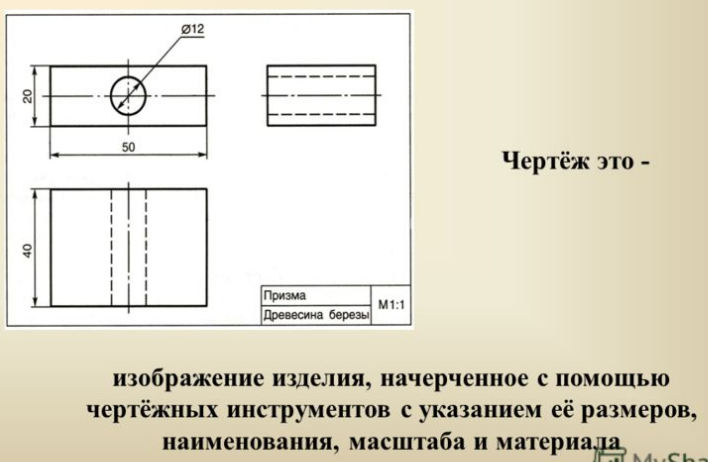 Ø12
20
50
40
Призма
Древесина березы
М1:1
Чертёж это -
изображение изделия, начерченное с помощью
чертёжных инструментов с указанием её размеров,
наименования, масштаба и материала
MySha